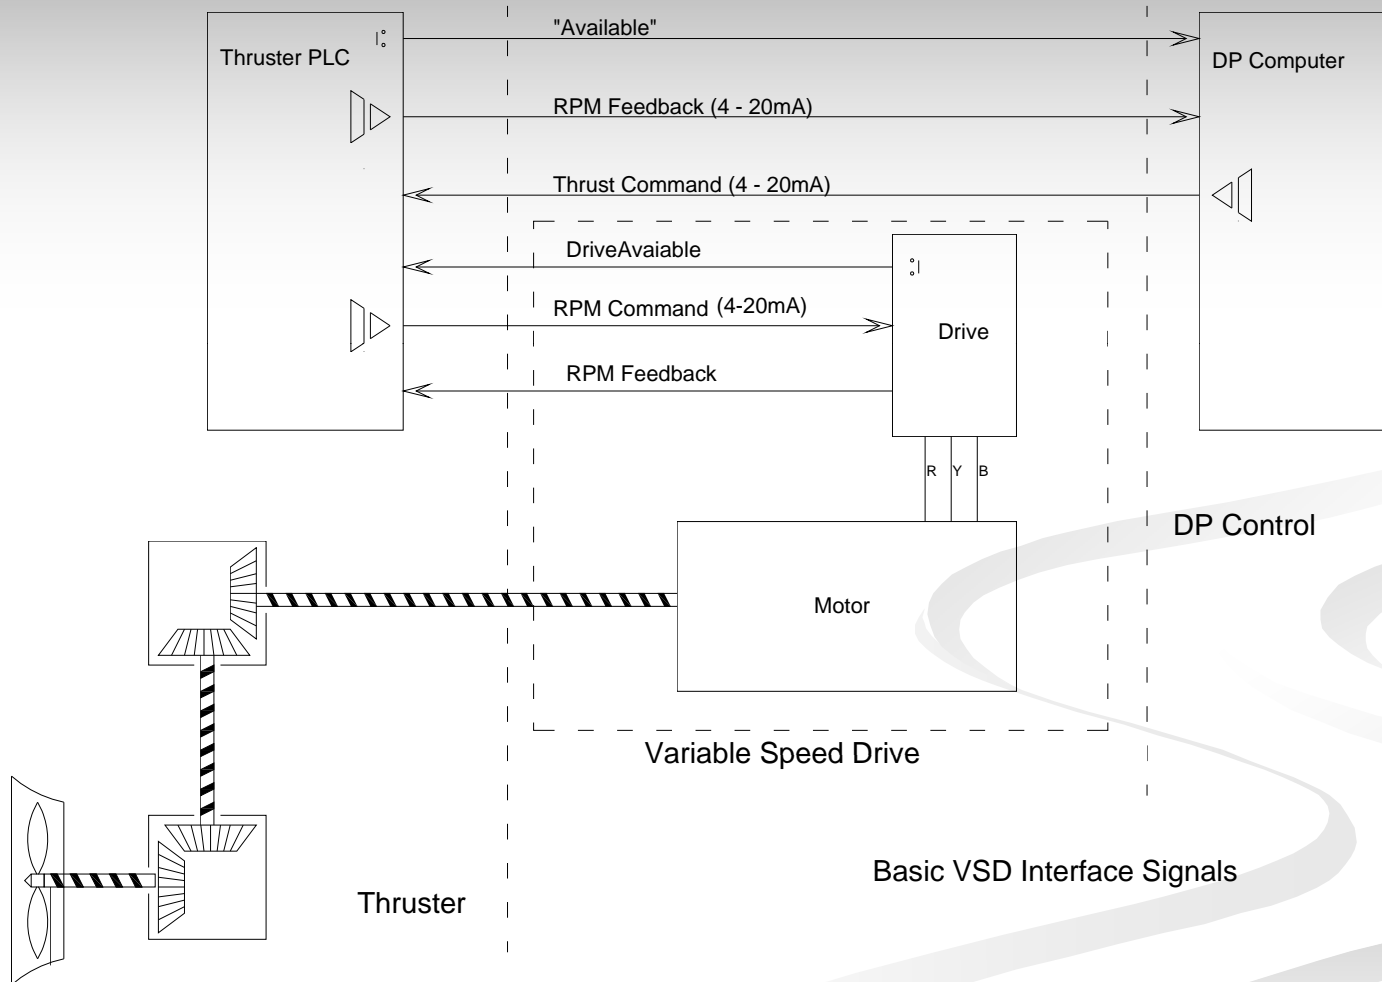 "Available"
Thruster PLC
DP Computer
RPM Feedback (4 - 20mA)
Thrust Command (4 - 20mA)
DriveAvaiable
RPM Command (4-20mA)
Drive
RPM Feedback
R Y B
DP Control
Motor
Variable Speed Drive
Basic VSD Interface Signals
Thruster